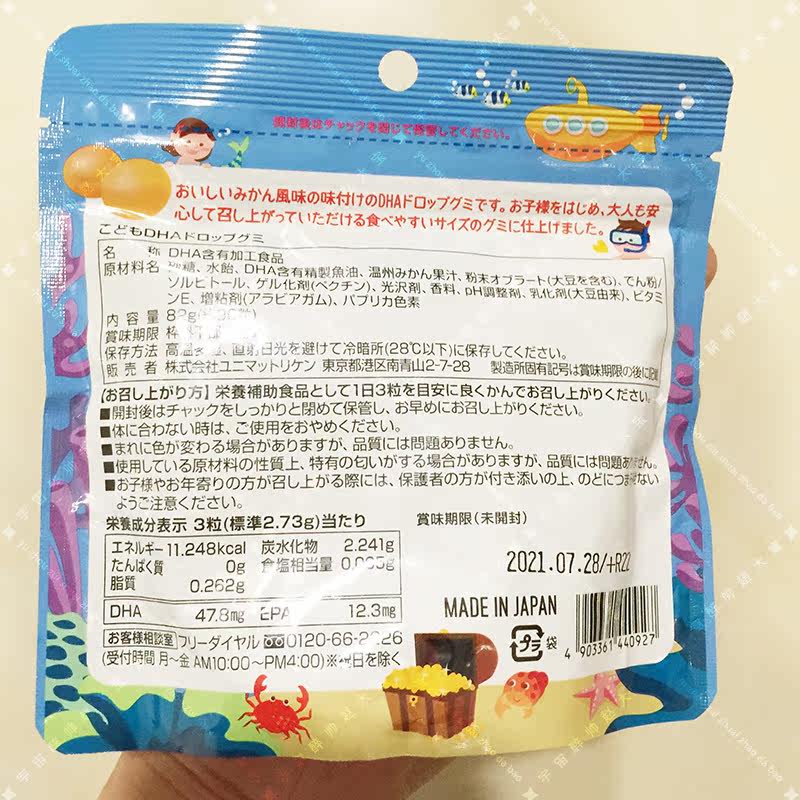 開封後はチャックを閉じて保管してください。
おいしいみかん風味の味付けのDHAドロップグミです。お子様をはじめ、大人も安
心して召し上がっていただける食べやすいサイズのグミに仕上げました。
こどもDHAドロップグミ
名 称 DHA含有加工食品
原材料名 砂糖、水飴、DHA含有精製魚油、温州みかん果汁、粉末オブラート(大豆を含む)、でん粉/
ソルビトール、ゲル化剤(ペクチン)、光沢剤、香料、pH調整剤、乳化剤(大豆由来)、ビタミ
ンE、増粘剤(アラビアガム)、パプリカ色素
内容量 82g
賞味期限
保存方法 高温多湿、直射日光を避けて冷暗所(28℃以下)に保存してください。
販売者 株式会社ユニマットリケン 東京都港区南青山2-7-28 製造所固有記号は賞味期限の後に記載
【お召し上がり方】栄養補助食品として1日3粒を目安に良くかんでお召し上がりください。
■開封後はチャックをしっかりと閉めて保管し、お早めにお召し上がりください。
■体に合わない時は、ご使用をおやめください。
■まれに色が変わる場合がありますが、品質には問題ありません。
■使用している原材料の性質上、特有の匂いがする場合がありますが、品質には問題ありません。
■お子様やお年寄りの方が召し上がる際には、保護者の方が付き添いの上、のどにつまらせない
ようご注意ください。
栄養成分表示 3粒(標準2.73g)当たり
エネルギー 11.248kcal 炭水化物 2.241g
たんぱく質 0g 食塩相当量
脂質 0.262g
DHA 47.8mg EPA 12.3mg
お客様相談室 フリーダイヤル 0120-66-2226
(受付時間 月〜金 AM10:00〜PM4:00)※祝日を除く
賞味期限(未開封)
2021.07.28/+R22
MADE IN JAPAN
プラ 袋
4 903361 440927